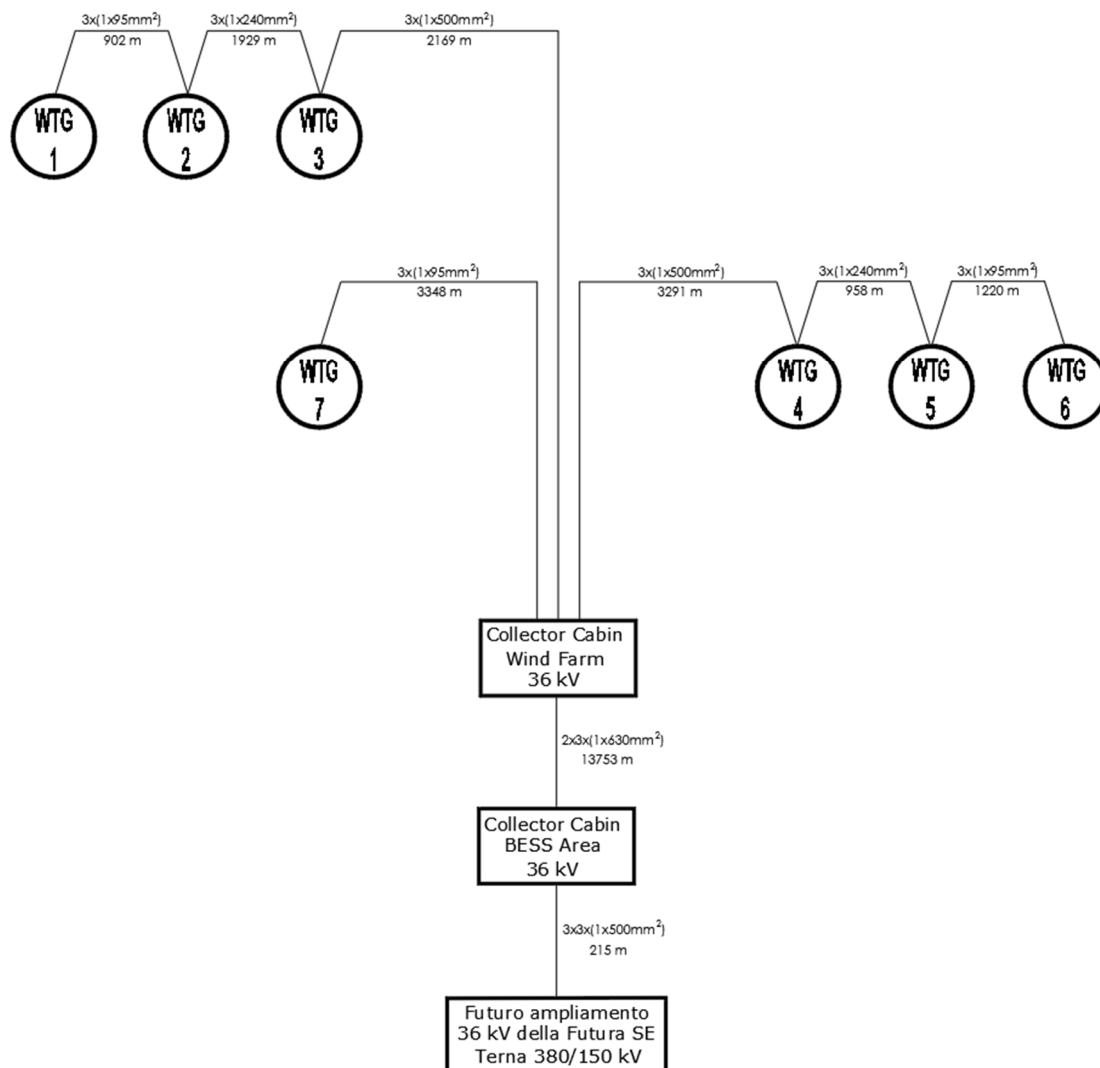 3x(1x95mm²)
902 m
3x(1x240mm²)
1929 m
3x(1x500mm²)
2169 m
WTG
1
WTG
2
WTG
3
3x(1x95mm²)
3348 m
3x(1x500mm²)
3291 m
3x(1x240mm²)
958 m
3x(1x95mm²)
1220 m
WTG
7
WTG
4
WTG
5
WTG
6
Collector Cabin
Wind Farm
36 kV
2x3x(1x630mm²)
13753 m
Collector Cabin
BESS Area
36 kV
3x3x(1x500mm²)
215 m
Futuro ampliamento
36 kV della Futura SE
Terna 380/150 kV